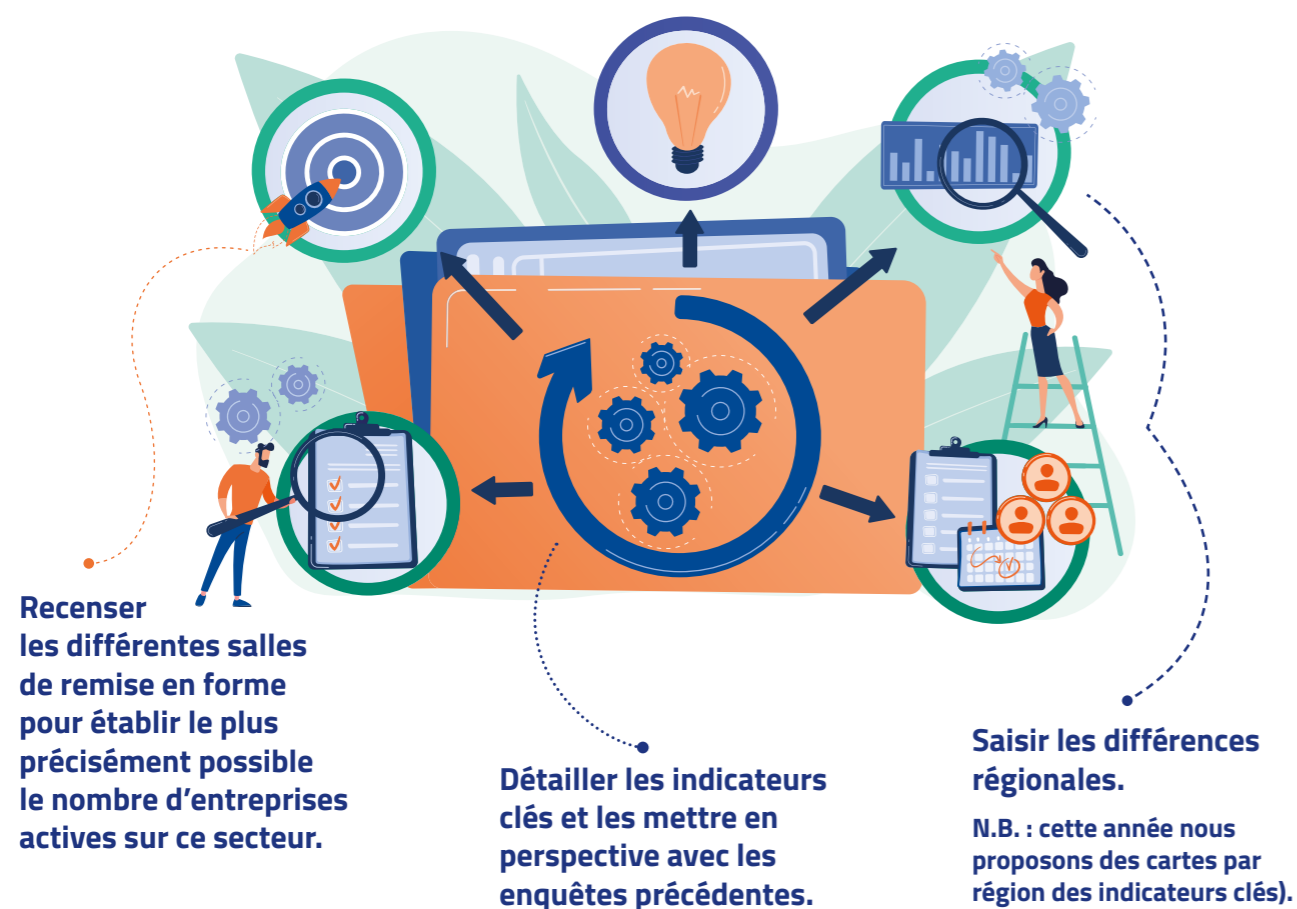 Recenser
les différentes salles
de remise en forme
pour établir le plus
précisément possible
le nombre d’entreprises
actives sur ce secteur.
Détailler les indicateurs
clés et les mettre en
perspective avec les
enquêtes précédentes.
Saisir les différences
régionales.
N.B. : cette année nous
proposons des cartes par
région des indicateurs clés).